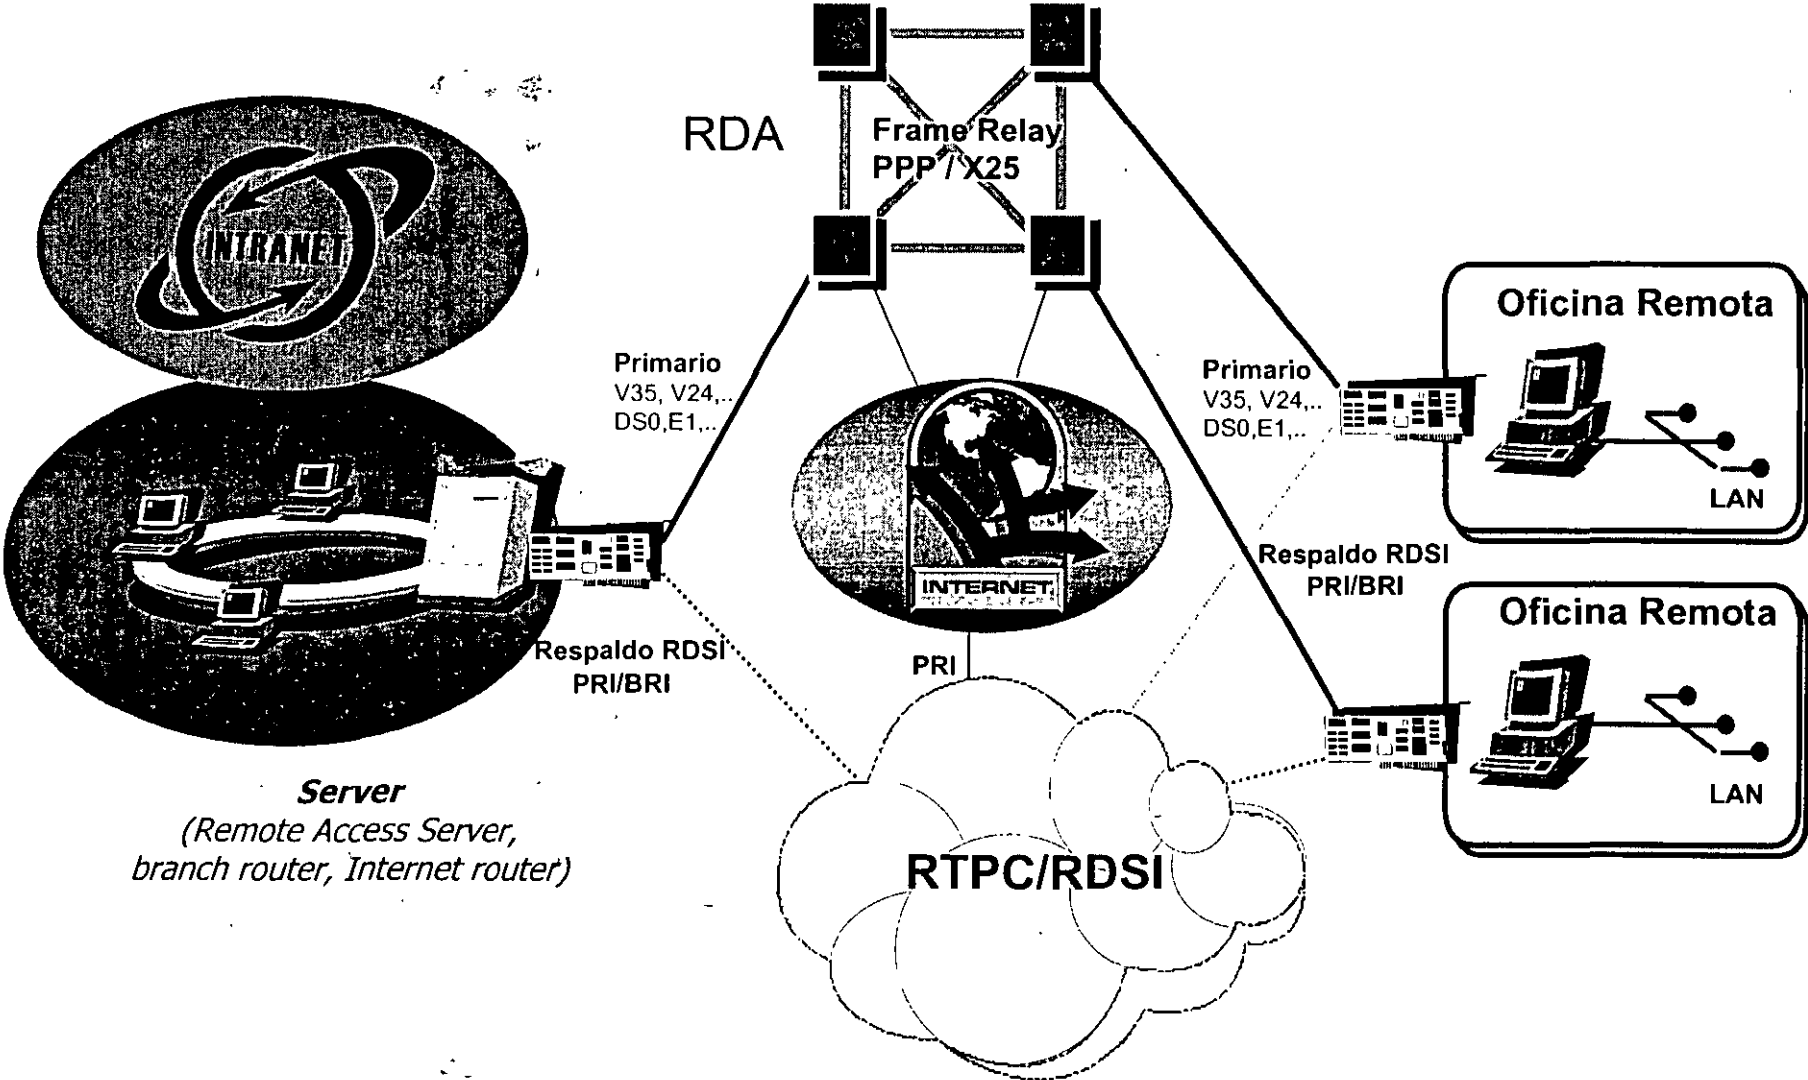 RDA
Frame Relay
PPP / X25
INTRANET
Oficina Remota
Primario
V35, V24,..
DS0,E1,..
Primario
V35, V24,..
DS0,E1,..
LAN
INTERNET
Respaldo RDSI
PRI/BRI
Oficina Remota
Respaldo RDSI
PRI/BRI
PRI
LAN
Server
(Remote Access Server,
branch router, Internet router)
RTPC/RDSI